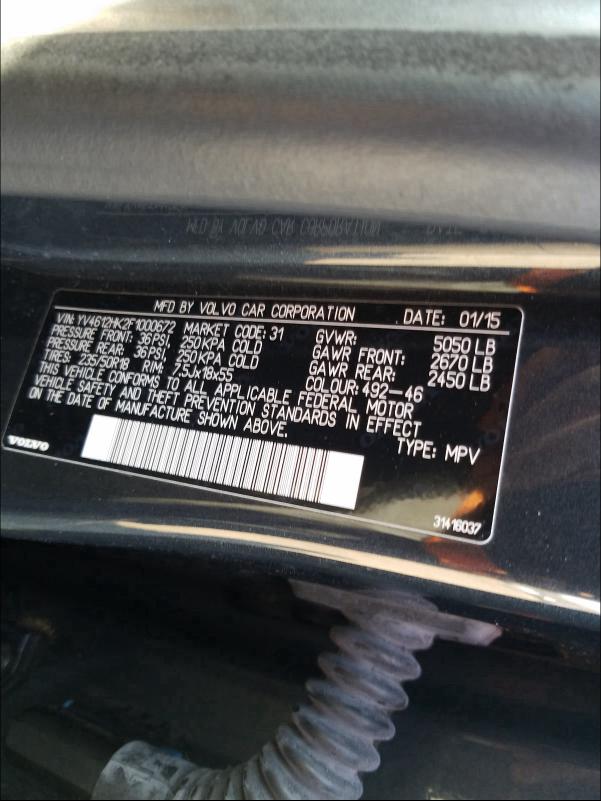 MFD BY VOLVO CAR CORPORATION DATE: 01/15
VIN: YV4612HK2F1000672 MARKET CODE: 31 GVWR: 5050 LB
PRESSURE FRONT: 36PSI, 250KPA COLD GAWR FRONT: 2670 LB
PRESSURE REAR: 36PSI, 250KPA COLD GAWR REAR: 2450 LB
TIRES: 235/50R18 RIM: 7.5Jx18x55 COLOUR: 492-46
THIS VEHICLE CONFORMS TO ALL APPLICABLE FEDERAL MOTOR
VEHICLE SAFETY AND THEFT PREVENTION STANDARDS IN EFFECT
ON THE DATE OF MANUFACTURE SHOWN ABOVE. TYPE: MPV
VOLVO
31416037